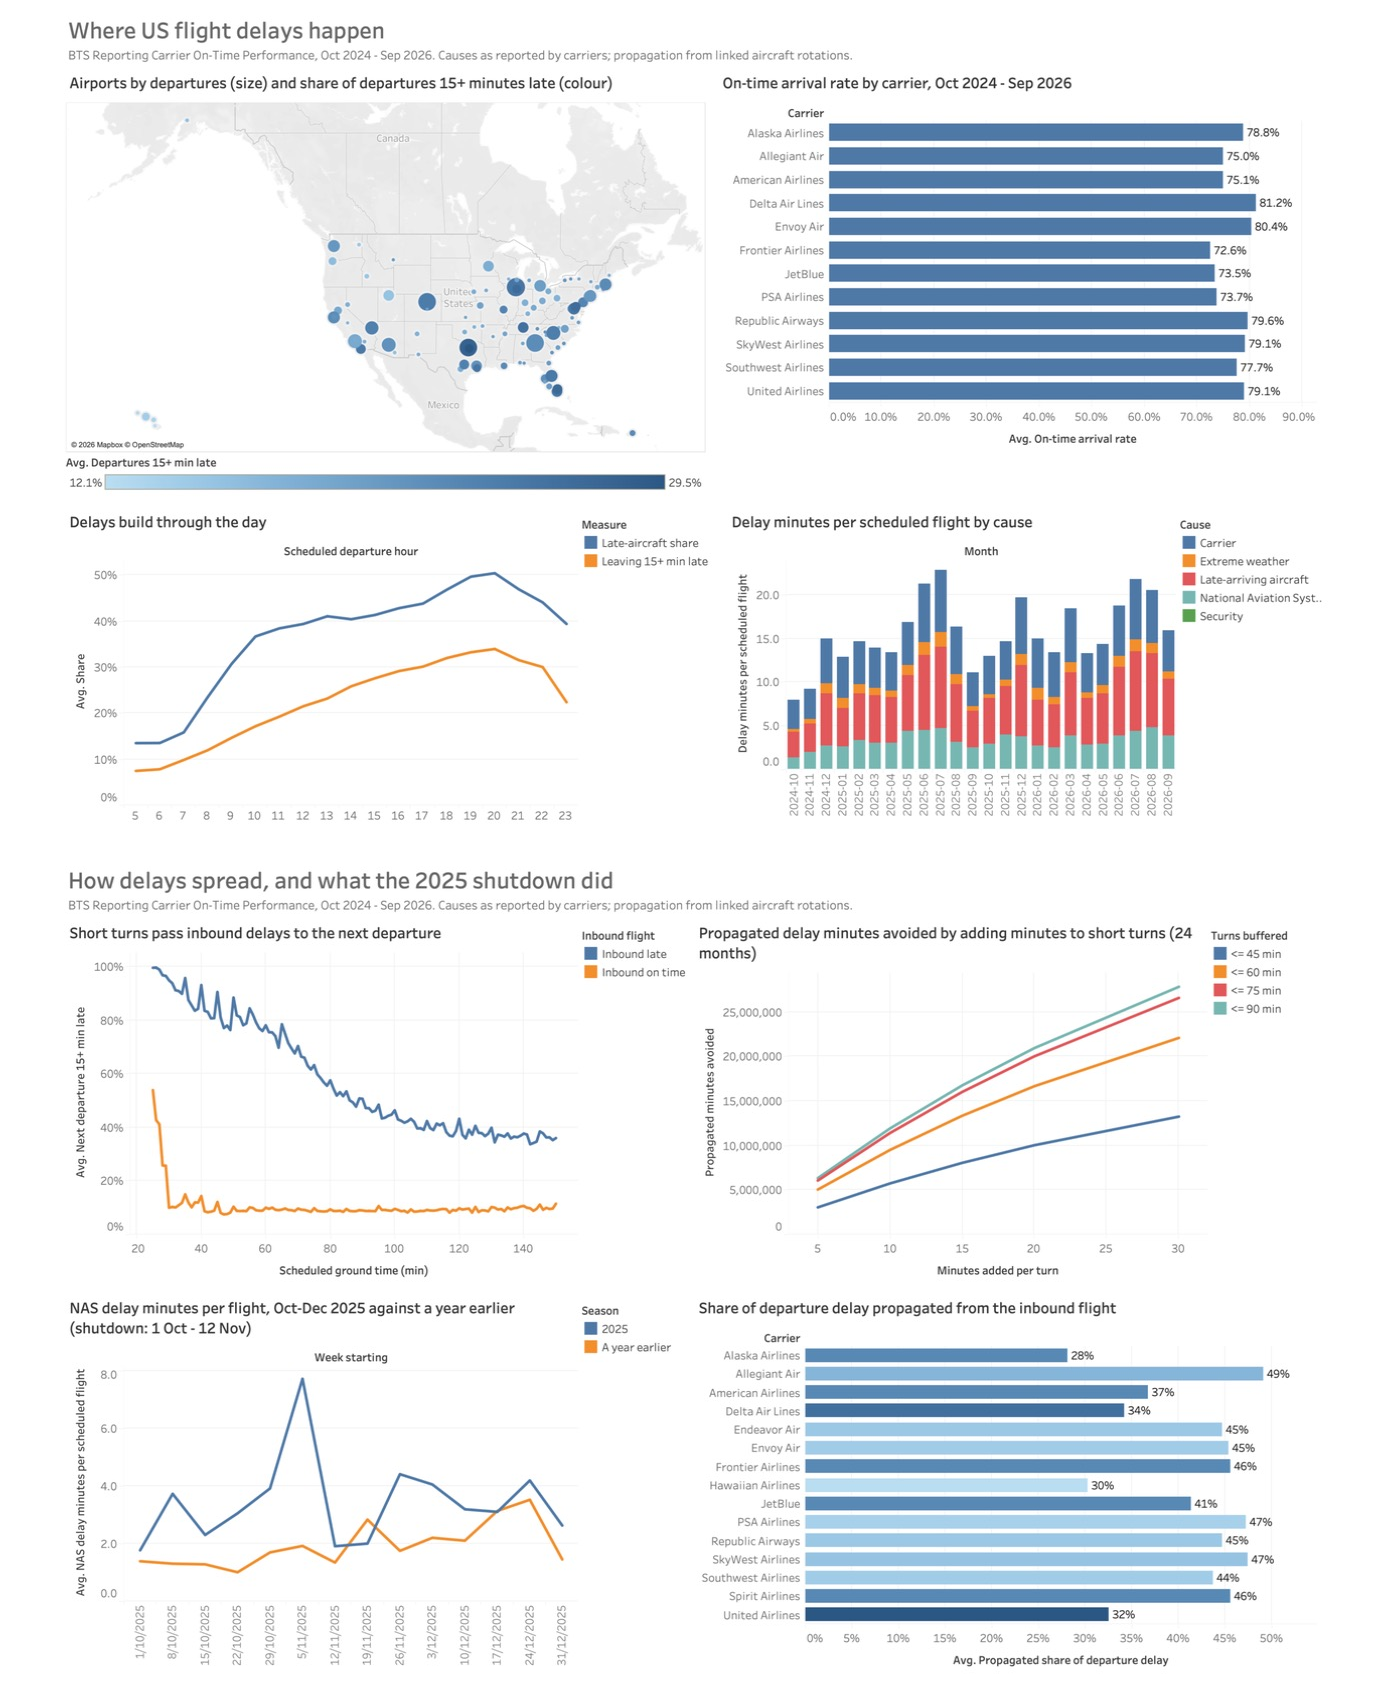 Where US flight delays happen
BTS Reporting Carrier On-Time Performance, Oct 2024 - Sep 2026. Causes as reported by carriers; propagation from linked aircraft rotations.
Airports by departures (size) and share of departures 15+ minutes late (colour)
Canada
United
States
Mexico
© 2026 Mapbox © OpenStreetMap
Avg. Departures 15+ min late
12.1%
29.5%
On-time arrival rate by carrier, Oct 2024 - Sep 2026
Carrier
Alaska Airlines 78.8%
Allegiant Air 75.0%
American Airlines 75.1%
Delta Air Lines 81.2%
Envoy Air 80.4%
Frontier Airlines 72.6%
JetBlue 73.5%
PSA Airlines 73.7%
Republic Airways 79.6%
SkyWest Airlines 79.1%
Southwest Airlines 77.7%
United Airlines 79.1%
0.0% 10.0% 20.0% 30.0% 40.0% 50.0% 60.0% 70.0% 80.0% 90.0%
Avg. On-time arrival rate
Delays build through the day
Measure
Late-aircraft share
Leaving 15+ min late
Scheduled departure hour
Avg. Share
50%
40%
30%
20%
10%
0%
5 6 7 8 9 10 11 12 13 14 15 16 17 18 19 20 21 22 23
Delay minutes per scheduled flight by cause
Cause
Carrier
Extreme weather
Late-arriving aircraft
National Aviation Syst..
Security
Month
Delay minutes per scheduled flight
20.0
15.0
10.0
5.0
0.0
2024-10 2024-11 2024-12 2025-01 2025-02 2025-03 2025-04 2025-05 2025-06 2025-07 2025-08 2025-09 2025-10 2025-11 2025-12 2026-01 2026-02 2026-03 2026-04 2026-05 2026-06 2026-07 2026-08 2026-09
How delays spread, and what the 2025 shutdown did
BTS Reporting Carrier On-Time Performance, Oct 2024 - Sep 2026. Causes as reported by carriers; propagation from linked aircraft rotations.
Short turns pass inbound delays to the next departure
Inbound flight
Inbound late
Inbound on time
Avg. Next departure 15+ min late
100%
80%
60%
40%
20%
0%
20 40 60 80 100 120 140
Scheduled ground time (min)
Propagated delay minutes avoided by adding minutes to short turns (24
months)
Turns buffered
<= 45 min
<= 60 min
<= 75 min
<= 90 min
Propagated minutes avoided
25,000,000
20,000,000
15,000,000
10,000,000
5,000,000
0
5 10 15 20 25 30
Minutes added per turn
NAS delay minutes per flight, Oct-Dec 2025 against a year earlier
(shutdown: 1 Oct - 12 Nov)
Season
2025
A year earlier
Week starting
Avg. NAS delay minutes per scheduled flight
8.0
6.0
4.0
2.0
0.0
1/10/2025 8/10/2025 15/10/2025 22/10/2025 29/10/2025 5/11/2025 12/11/2025 19/11/2025 26/11/2025 3/12/2025 10/12/2025 17/12/2025 24/12/2025 31/12/2025
Share of departure delay propagated from the inbound flight
Carrier
Alaska Airlines 28%
Allegiant Air 49%
American Airlines 37%
Delta Air Lines 34%
Endeavor Air 45%
Envoy Air 45%
Frontier Airlines 46%
Hawaiian Airlines 30%
JetBlue 41%
PSA Airlines 47%
Republic Airways 45%
SkyWest Airlines 47%
Southwest Airlines 44%
Spirit Airlines 46%
United Airlines 32%
0% 5% 10% 15% 20% 25% 30% 35% 40% 45% 50%
Avg. Propagated share of departure delay